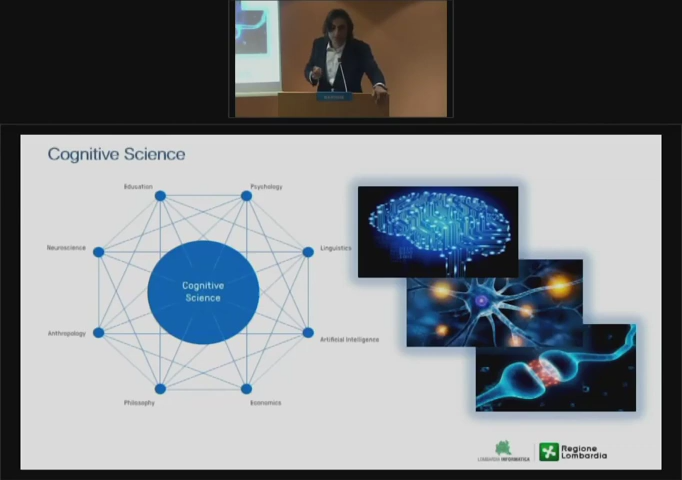 Cognitive Science
Education
Psychology
Neuroscience
Linguistics
Cognitive
Science
Anthropology
Artificial Intelligence
Philosophy
Economics
LOMBARDIA INFORMATICA
Regione
Lombardia